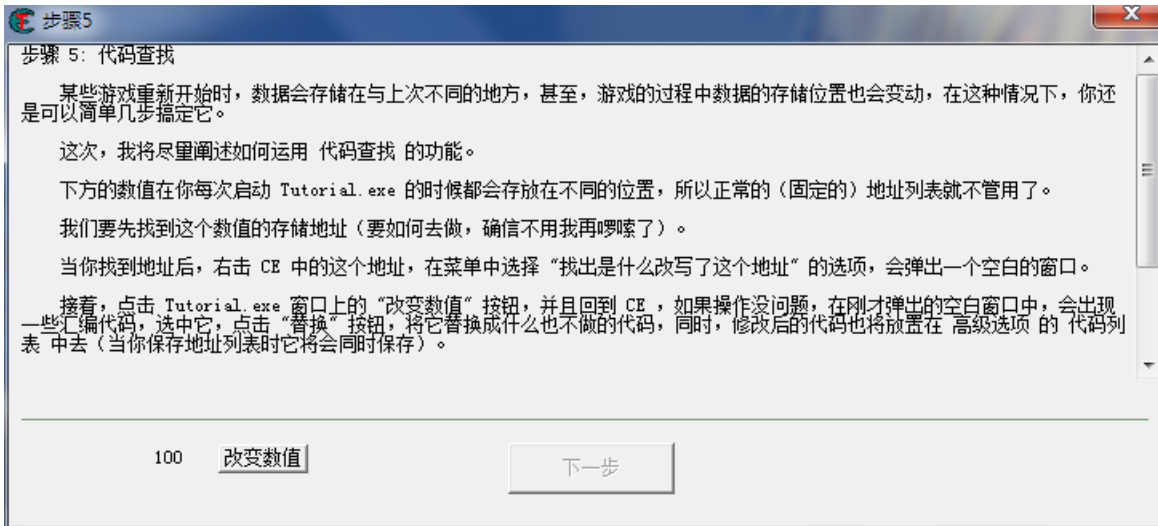 步骤5
步骤 5: 代码查找
某些游戏重新开始时，数据会存储在与上次不同的地方，甚至，游戏的过程中数据的存储位置也会变动，在这种情况下，你还
是可以简单几步搞定它。
这次，我将尽量阐述如何运用 代码查找 的功能。
下方的数值在你每次启动 Tutorial.exe 的时候都会存放在不同的位置，所以正常的（固定的）地址列表就不管用了。
我们要先找到这个数值的存储地址（要如何去做，确信不用我再啰嗦了）。
当你找到地址后，右击 CE 中的这个地址，在菜单中选择“找出是什么改写了这个地址”的选项，会弹出一个空白的窗口。
接着，点击 Tutorial.exe 窗口上的“改变数值”按钮，并且回到 CE ，如果操作没问题，在刚才弹出的空白窗口中，会出现
一些汇编代码，选中它，点击“替换”按钮，将它替换成什么也不做的代码，同时，修改后的代码也将放置在 高级选项 的 代码列
表 中去（当你保存地址列表时它将会同时保存）。
100 改变数值 下一步